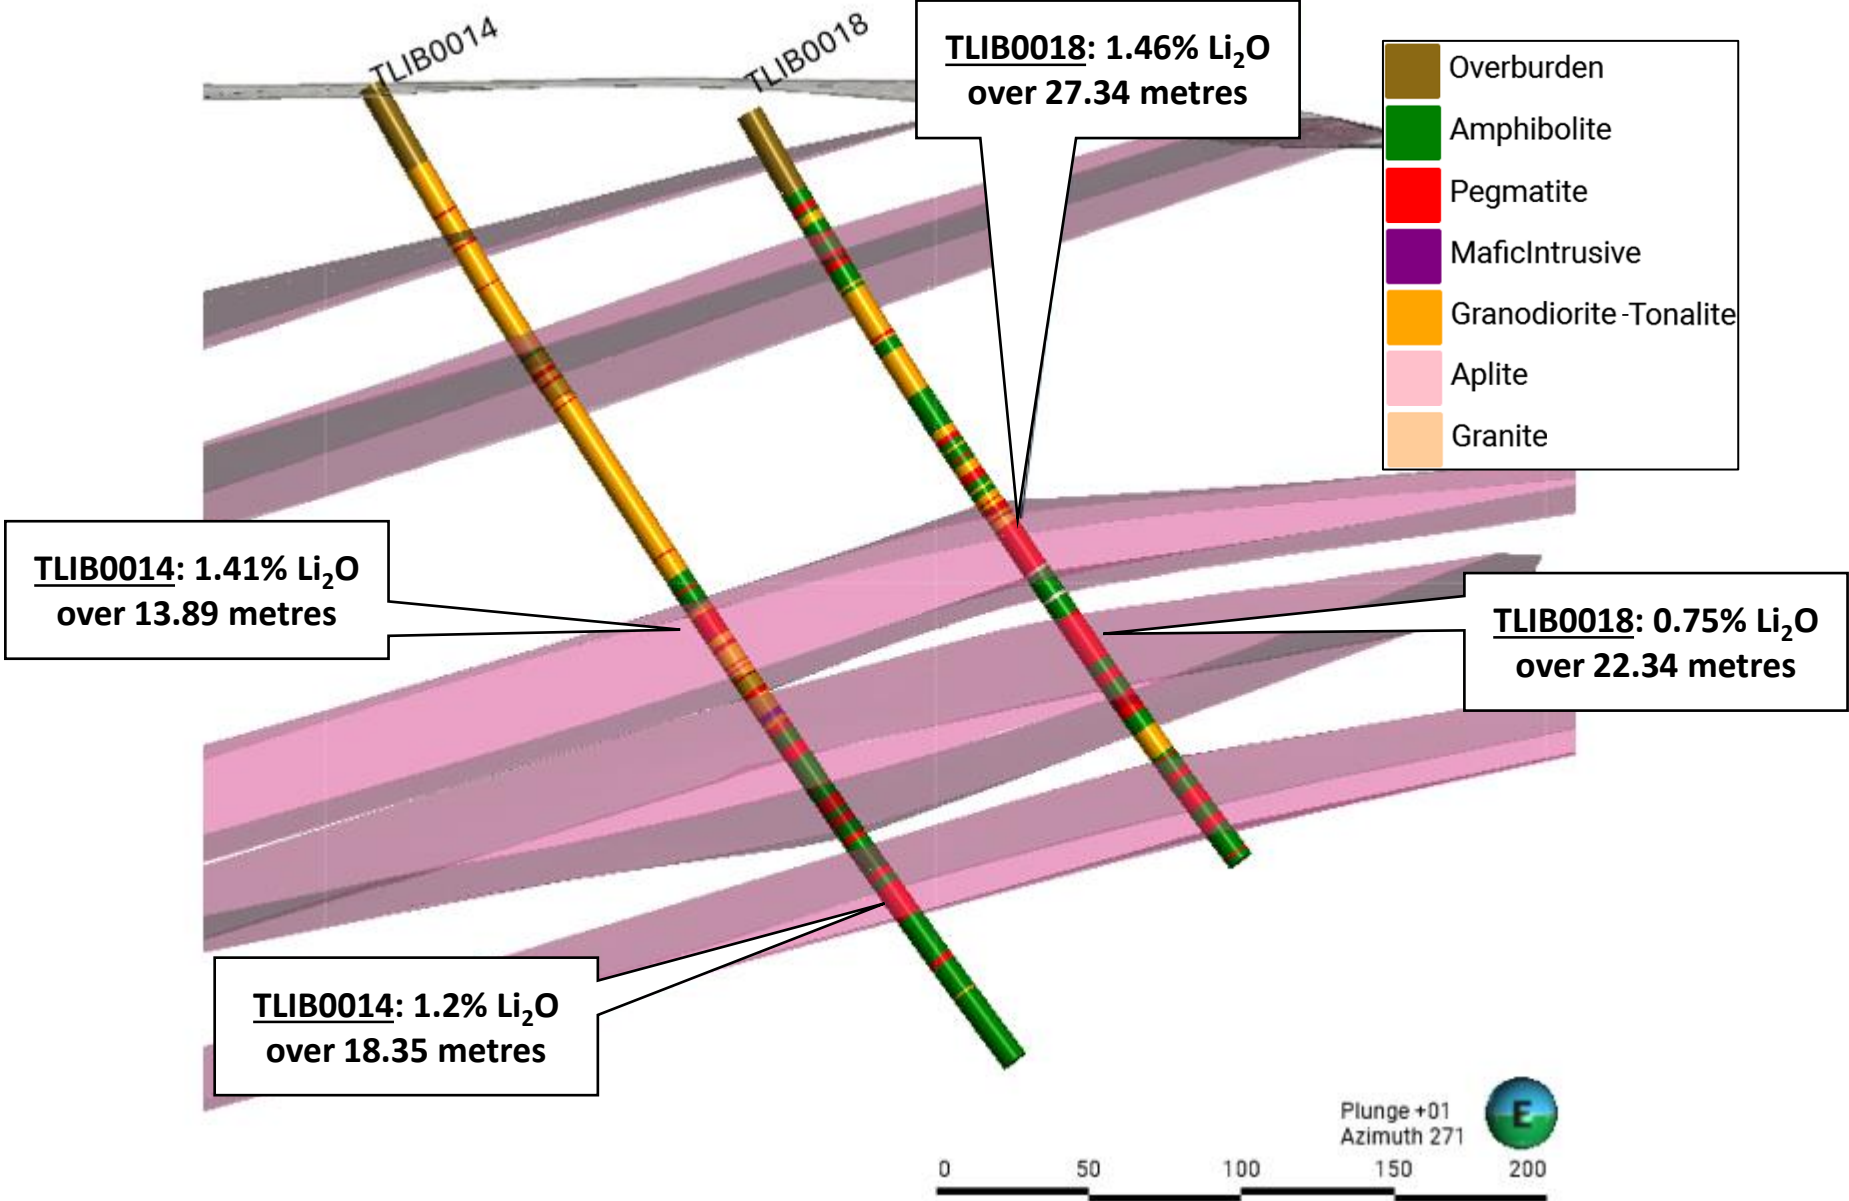 TLIB0014
TLIB0018
TLIB0018: 1.46% Li₂O
over 27.34 metres
Overburden
Amphibolite
Pegmatite
MaficIntrusive
Granodiorite-Tonalite
Aplite
Granite
TLIB0014: 1.41% Li₂O
over 13.89 metres
TLIB0018: 0.75% Li₂O
over 22.34 metres
TLIB0014: 1.2% Li₂O
over 18.35 metres
Plunge +01
Azimuth 271
E
0 50 100 150 200